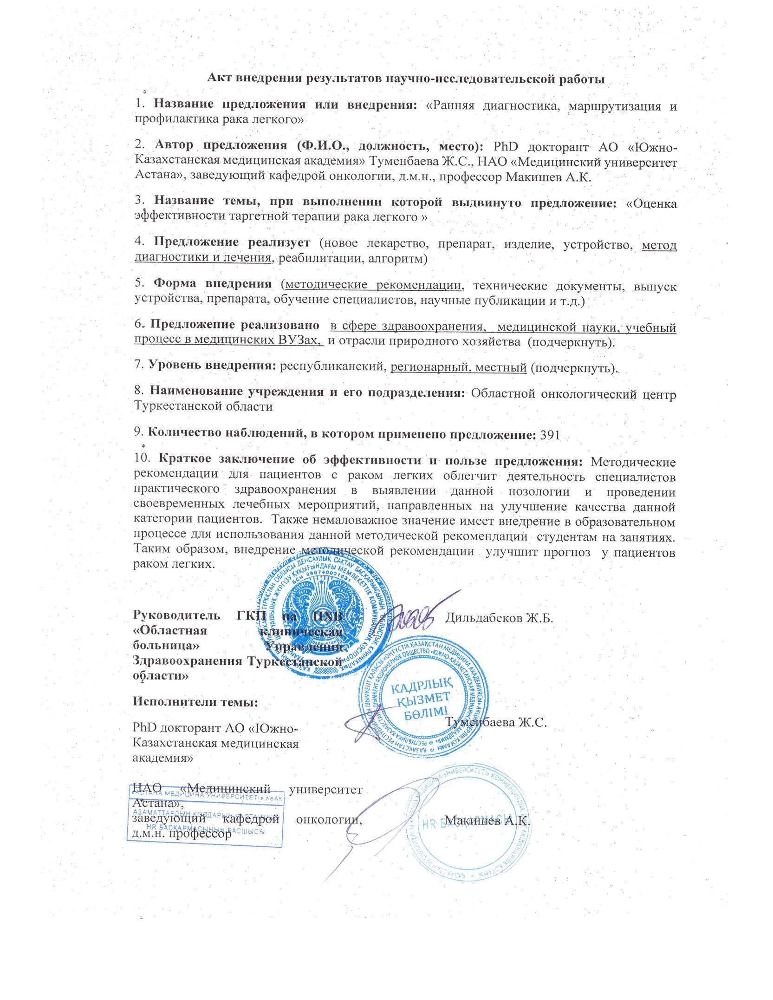 Акт внедрения результатов научно-исследовательской работы
1. Название предложения или внедрения: «Ранняя диагностика, маршрутизация и
профилактика рака легкого»
2. Автор предложения (Ф.И.О., должность, место): PhD докторант АО «Южно-
Казахстанская медицинская академия» Туменбаева Ж.С., НАО «Медицинский университет
Астана», заведующий кафедрой онкологии, д.м.н., профессор Макишев А.К.
3. Название темы, при выполнении которой выдвинуто предложение: «Оценка
эффективности таргетной терапии рака легкого »
4. Предложение реализует (новое лекарство, препарат, изделие, устройство, метод
диагностики и лечения, реабилитации, алгоритм)
5. Форма внедрения (методические рекомендации, технические документы, выпуск
устройства, препарата, обучение специалистов, научные публикации и т.д.)
6. Предложение реализовано в сфере здравоохранения, медицинской науки, учебный
процесс в медицинских ВУЗах, и отрасли природного хозяйства (подчеркнуть).
7. Уровень внедрения: республиканский, регионарный, местный (подчеркнуть).
8. Наименование учреждения и его подразделения: Областной онкологический центр
Туркестанской области
9. Количество наблюдений, в котором применено предложение: 391
10. Краткое заключение об эффективности и пользе предложения: Методические
рекомендации для пациентов с раком легких облегчит деятельность специалистов
практического здравоохранения в выявлении данной нозологии и проведении
своевременных лечебных мероприятий, направленных на улучшение качества данной
категории пациентов. Также немаловажное значение имеет внедрение в образовательном
процессе для использования данной методической рекомендации студентам на занятиях.
Таким образом, внедрение методической рекомендации улучшит прогноз у пациентов
раком легких.
Руководитель ГКП на ПХВ
«Областная клиническая
больница» Управления
Здравоохранения Туркестанской
области»
Дильдабеков Ж.Б.
БСН 990740001631
КАДРЛЫҚ
ҚЫЗМЕТ
БӨЛІМІ
Исполнители темы:
PhD докторант АО «Южно-
Казахстанская медицинская
академия»
Туменбаева Ж.С.
НАО «Медицинский университет
Астана»,
заведующий кафедрой онкологии,
д.м.н. профессор
Макишев А.К.
«АСТАНА МЕДИЦИНА УНИВЕРСИТЕТІ» КеАҚ
АЗАМАТТАРДЫҢ ҚОЛДАРЫН РАСТАЙМЫН
HR БАСҚАРМАСЫНЫҢ БАСШЫСЫ
HR БАСҚАРМАСЫ